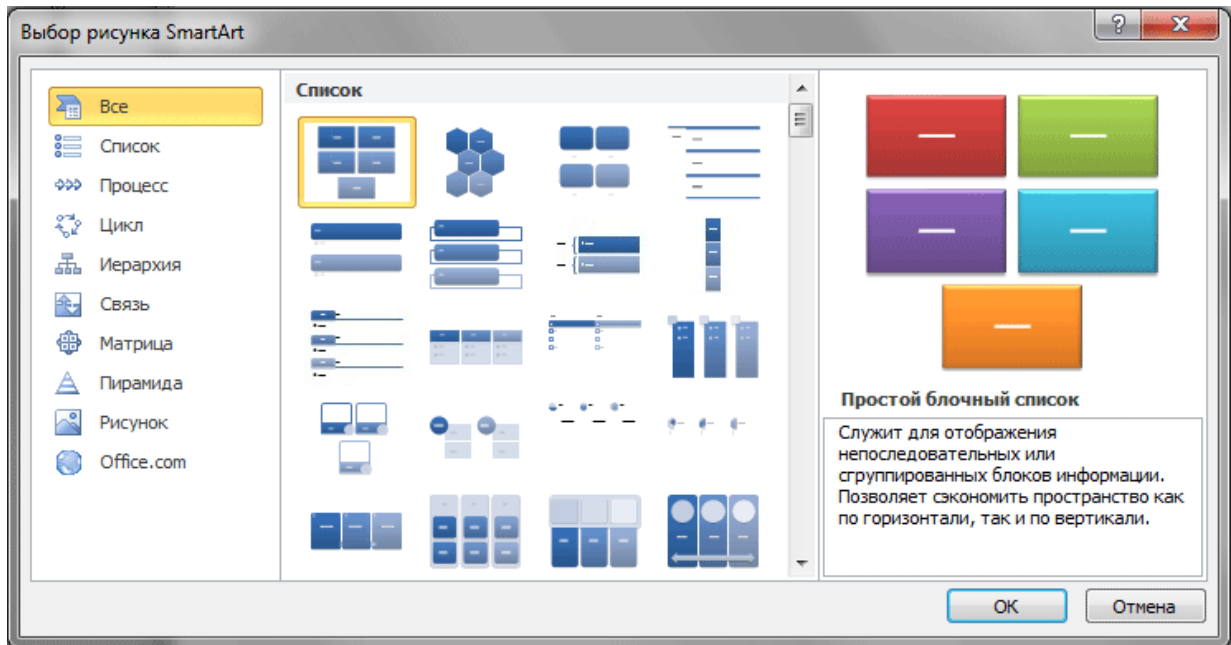 Выбор рисунка SmartArt
Все
Список
Процесс
Цикл
Иерархия
Связь
Матрица
Пирамида
Рисунок
Office.com
Список
Простой блочный список
Служит для отображения
непоследовательных или
сгруппированных блоков информации.
Позволяет сэкономить пространство как
по горизонтали, так и по вертикали.
ОК
Отмена